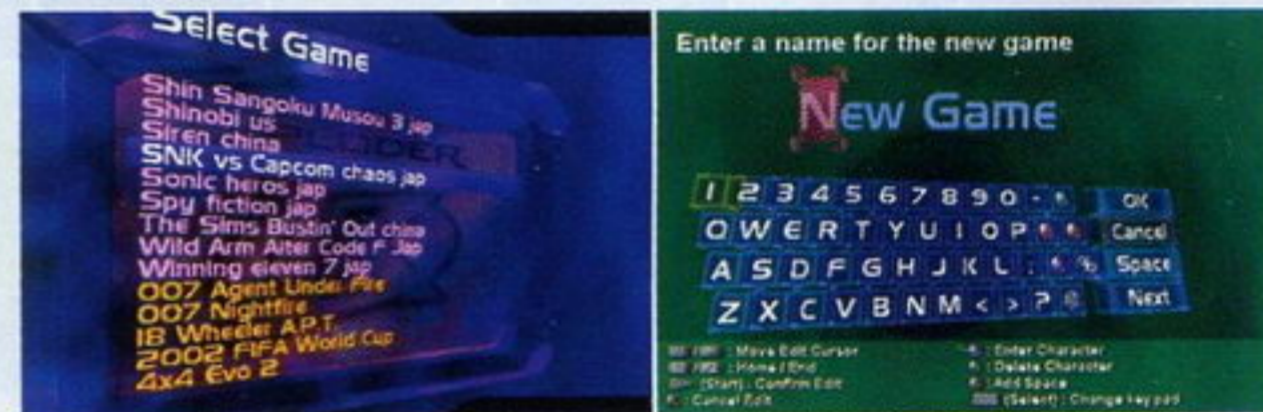 Select Game
Shin Sangoku Musou 3 jap
Shinobi us
Siren china
SNK vs Capcom chaos jap
Sonic heros jap
Spy fiction jap
The Sims Bustin' Out china
Wild Arm Alter Code F Jap
Winning eleven 7 jap
007 Agent Under Fire
007 Nightfire
18 Wheeler A.P.T.
2002 FIFA World Cup
4x4 Evo 2
Enter a name for the new game
New Game
1 2 3 4 5 6 7 8 9 0 -
OK
Q W E R T Y U I O P
Cancel
A S D F G H J K L :
Space
Z X C V B N M < > ?
Next
: Move Edit Cursor
: Enter Character
: Home / End
: Delete Character
(Start) : Confirm Edit
: Add Space
: Cancel Edit
(Select) : Change keypad